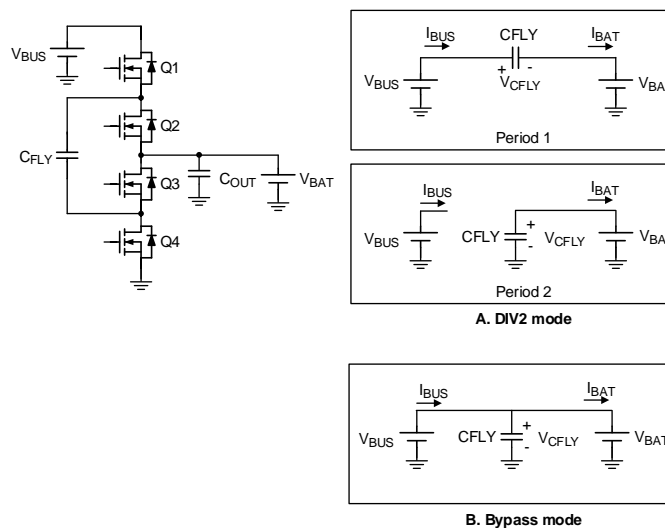 VBUS
Q1
Q2
CFLY
Q3
COUT
VBAT
Q4
IBUS
CFLY
IBAT
VBUS
+ -
VCFLY
VBA
Period 1
IBUS
IBAT
VBUS
CFLY
+
-
VCFLY
VBA
Period 2
A. DIV2 mode
IBUS
IBAT
VBUS
CFLY
+
-
VCFLY
VBAT
B. Bypass mode